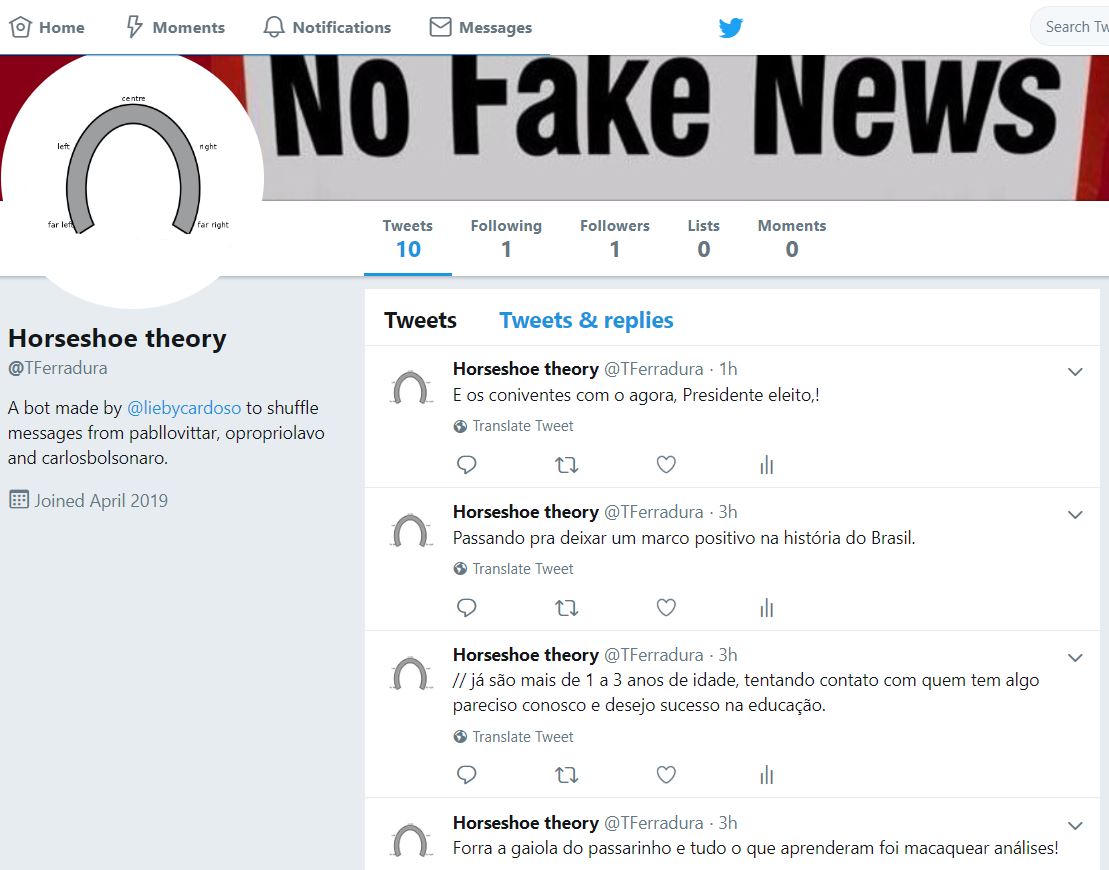 Home Moments Notifications Messages Search Tw
No Fake News
centre
left right
far left far right
Tweets Following Followers Lists Moments
10 1 1 0 0
Horseshoe theory
@TFerradura
A bot made by @liebycardoso to shuffle
messages from pabllovittar, opropriolavo
and carlosbolsonaro.
Joined April 2019
Tweets Tweets & replies
Horseshoe theory @TFerradura · 1h
E os coniventes com o agora, Presidente eleito,!
Translate Tweet
Horseshoe theory @TFerradura · 3h
Passando pra deixar um marco positivo na história do Brasil.
Translate Tweet
Horseshoe theory @TFerradura · 3h
// já são mais de 1 a 3 anos de idade, tentando contato com quem tem algo
pareciso conosco e desejo sucesso na educação.
Translate Tweet
Horseshoe theory @TFerradura · 3h
Forra a gaiola do passarinho e tudo o que aprenderam foi macaquear análises!